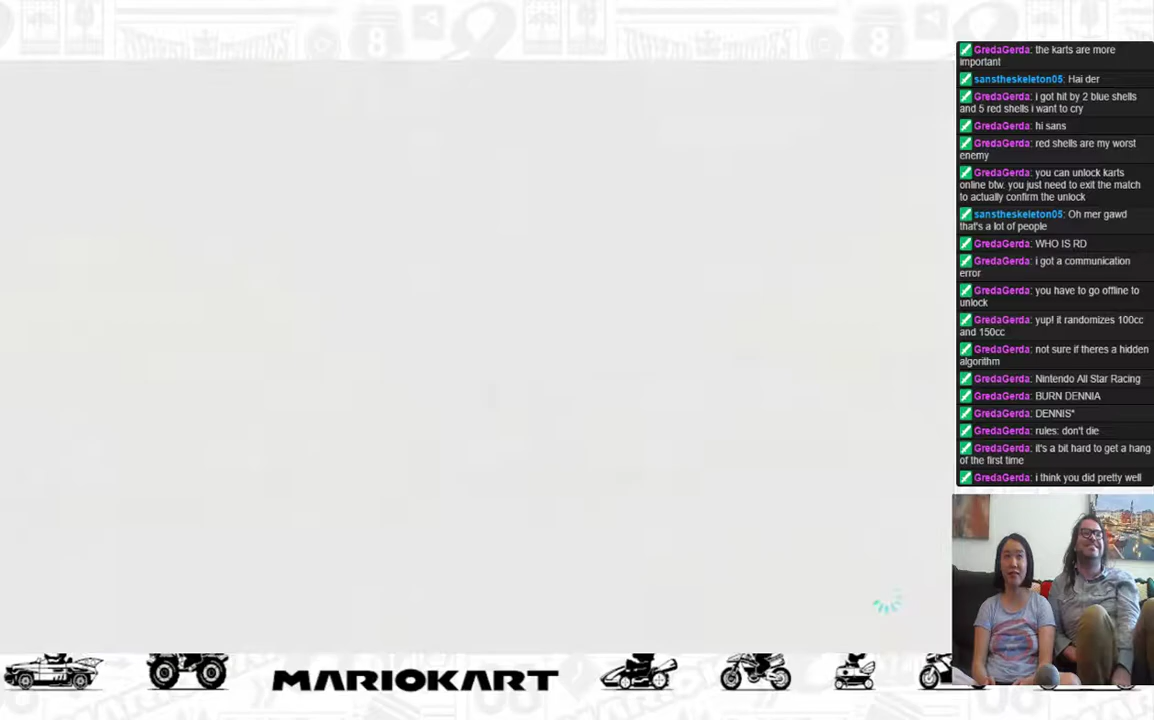 8
8
GredaGerda: the karts are more
important
sanstheskeleton05: Hai der
GredaGerda: i got hit by 2 blue shells
and 5 red shells i want to cry
GredaGerda: hi sans
GredaGerda: red shells are my worst
enemy
GredaGerda: you can unlock karts
online btw. you just need to exit the match
to actually confirm the unlock
sanstheskeleton05: Oh mer gawd
that's a lot of people
GredaGerda: WHO IS RD
GredaGerda: i got a communication
error
GredaGerda: you have to go offline to
unlock
GredaGerda: yup! it randomizes 100cc
and 150cc
GredaGerda: not sure if theres a hidden
algorithm
GredaGerda: Nintendo All Star Racing
GredaGerda: BURN DENNIA
GredaGerda: DENNIS*
GredaGerda: rules: don't die
GredaGerda: it's a bit hard to get a hang
of the first time
GredaGerda: i think you did pretty well
MARIOKART